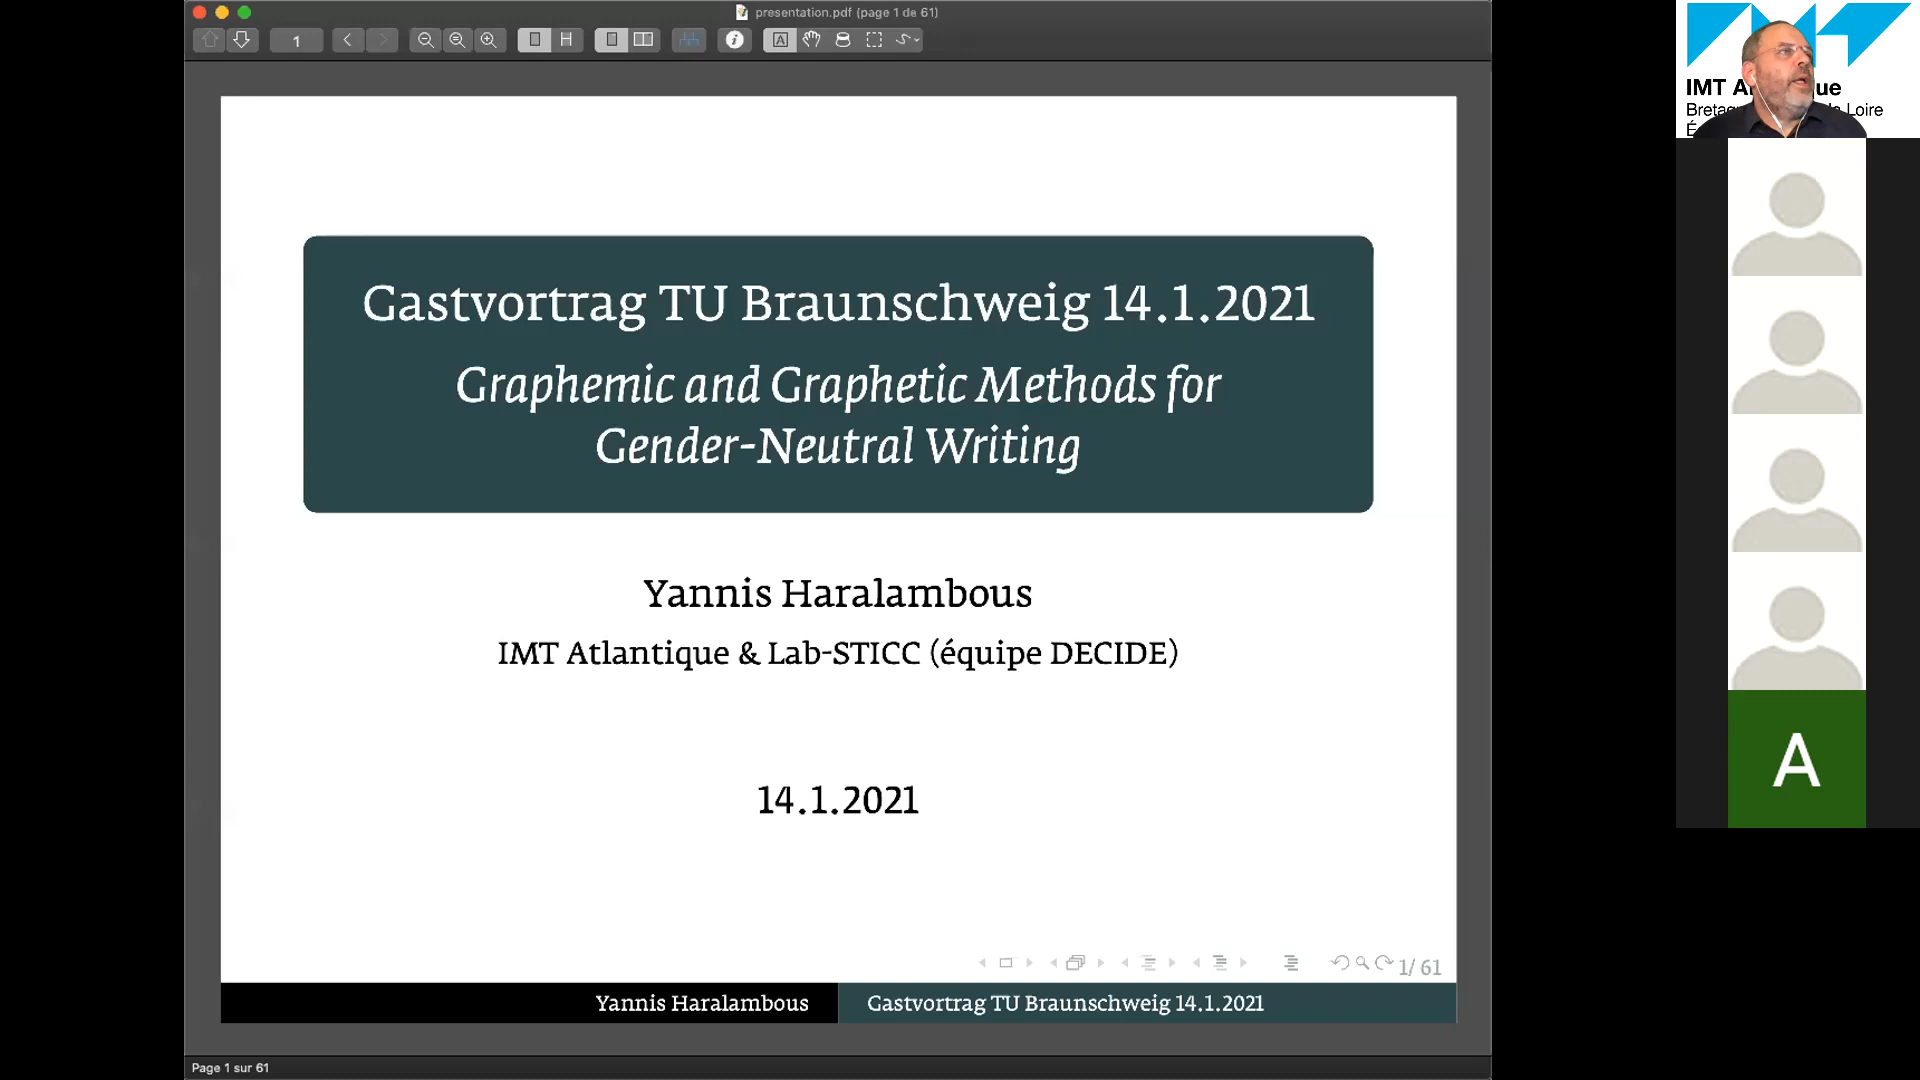 presentation.pdf (page 1 de 61)
1
Gastvortrag TU Braunschweig 14.1.2021
Graphemic and Graphetic Methods for
Gender-Neutral Writing
Yannis Haralambous
IMT Atlantique & Lab-STICC (équipe DECIDE)
14.1.2021
1/ 61
Yannis Haralambous
Gastvortrag TU Braunschweig 14.1.2021
Page 1 sur 61
IMT A ue
Loire
A